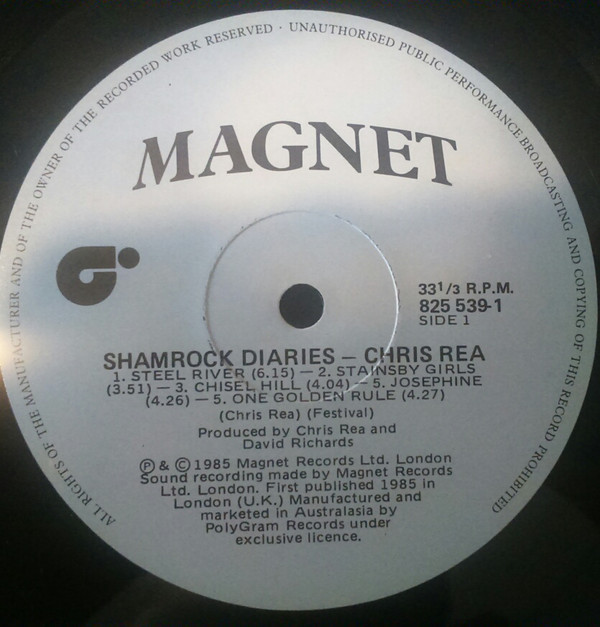 ALL RIGHTS OF THE MANUFACTURER AND OF THE OWNER OF THE RECORDED WORK RESERVED · UNAUTHORISED PUBLIC PERFORMANCE BROADCASTING AND COPYING OF THIS RECORD PROHIBITED
MAGNET
33⅓ R.P.M.
825 539-1
SIDE 1
SHAMROCK DIARIES – CHRIS REA
1. STEEL RIVER (6.15) – 2. STAINSBY GIRLS
(3.51) – 3. CHISEL HILL (4.04) – 5. JOSEPHINE
(4.26) – 5. ONE GOLDEN RULE (4.27)
(Chris Rea) (Festival)
Produced by Chris Rea and
David Richards
Ⓟ & © 1985 Magnet Records Ltd. London
Sound recording made by Magnet Records
Ltd. London. First published 1985 in
London (U.K.) Manufactured and
marketed in Australasia by
PolyGram Records under
exclusive licence.